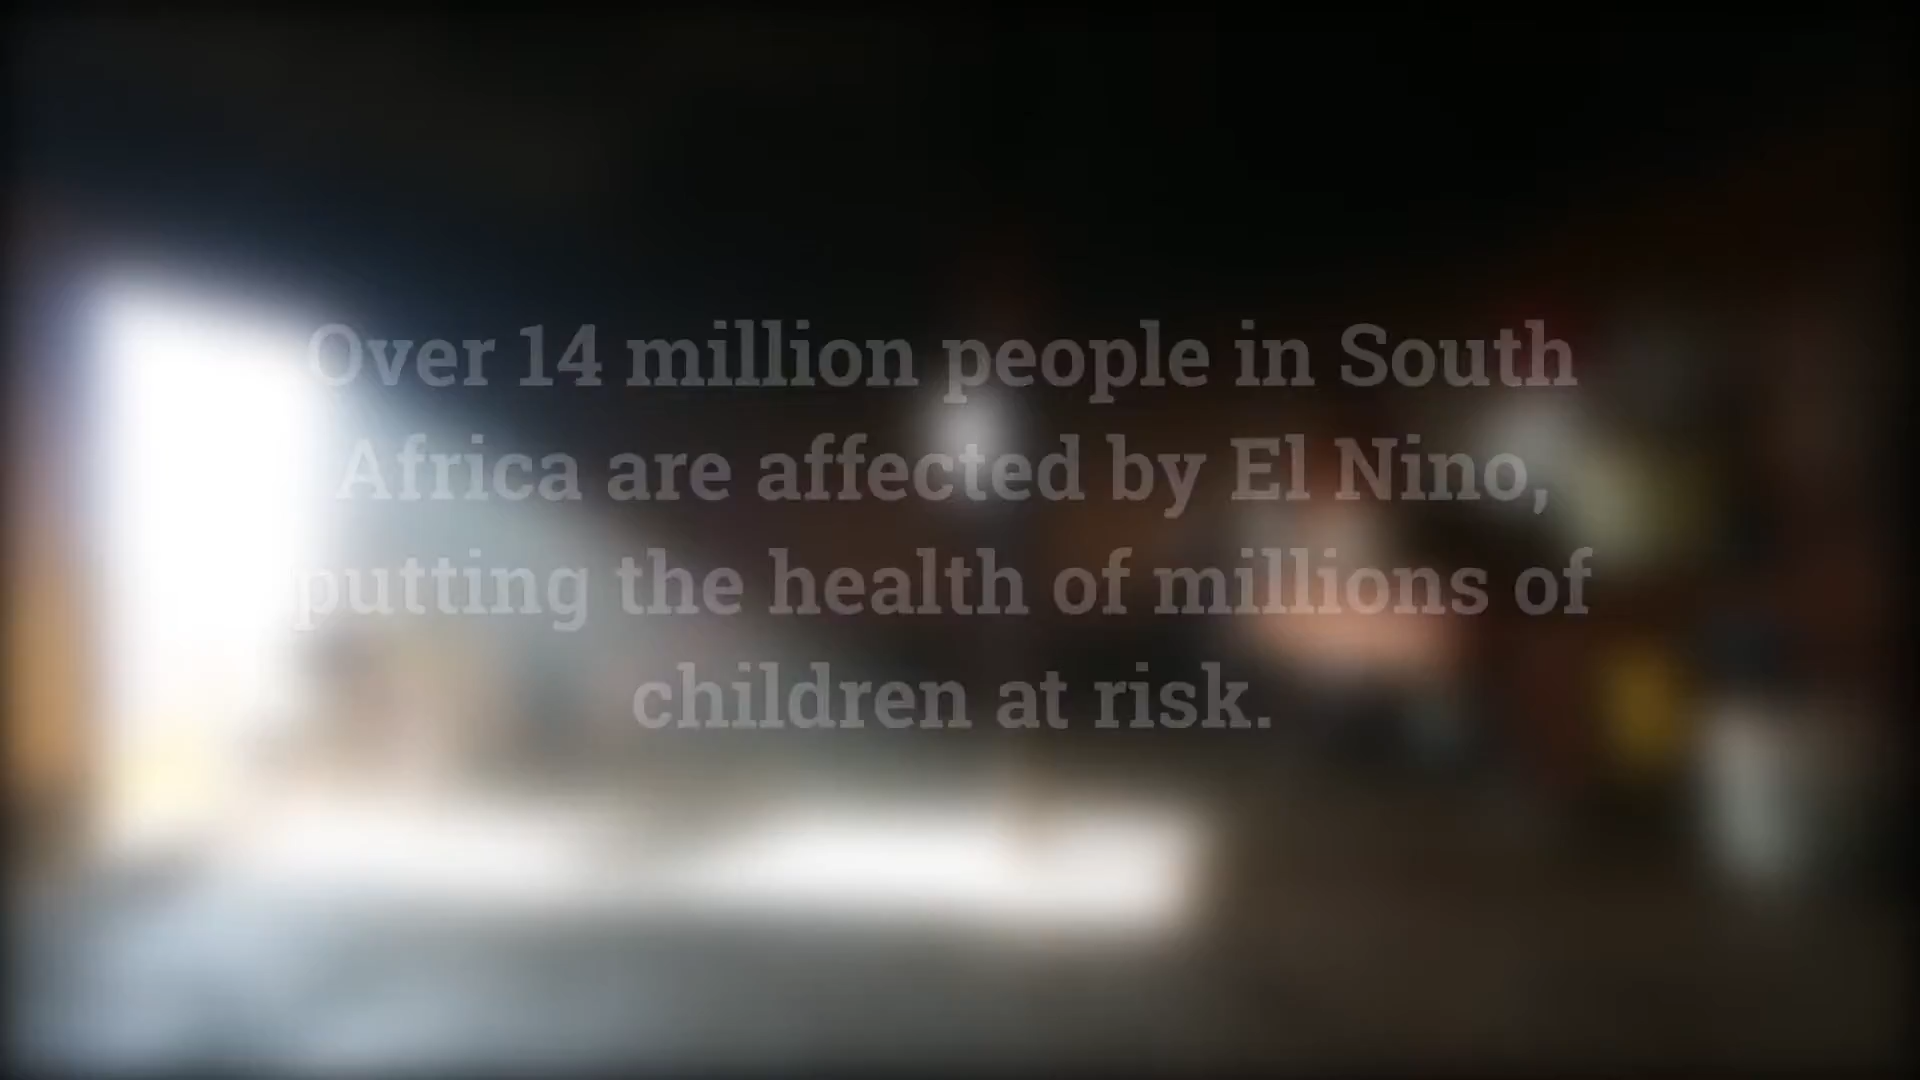 Over 14 million people in South
Africa are affected by El Nino,
putting the health of millions of
children at risk.